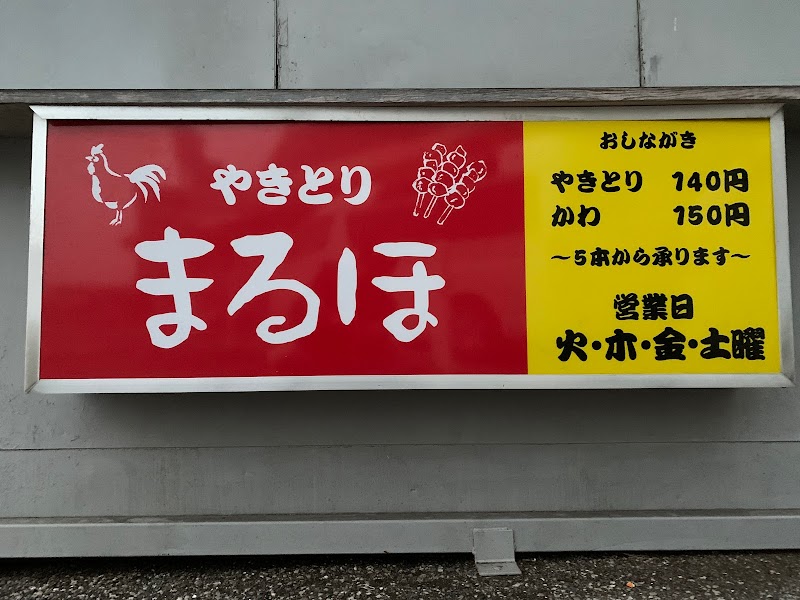 やきとり
まるほ
おしながき
やきとり 140円
かわ 150円
～5本から承ります～
営業日
火・木・金・土曜